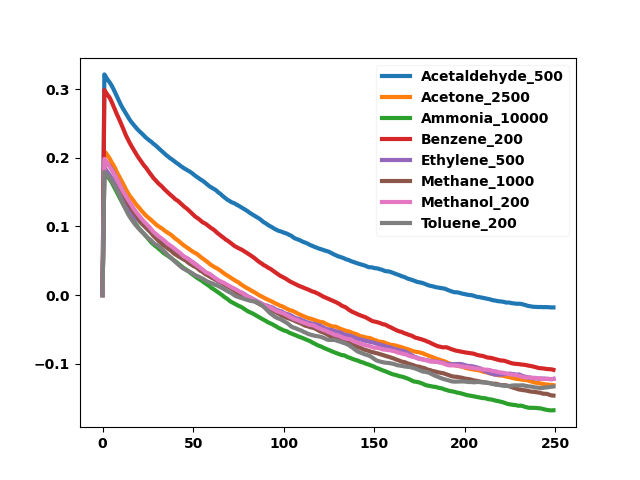 Acetaldehyde_500
Acetone_2500
Ammonia_10000
Benzene_200
Ethylene_500
Methane_1000
Methanol_200
Toluene_200
0.3
0.2
0.1
0.0
−0.1
0 50 100 150 200 250